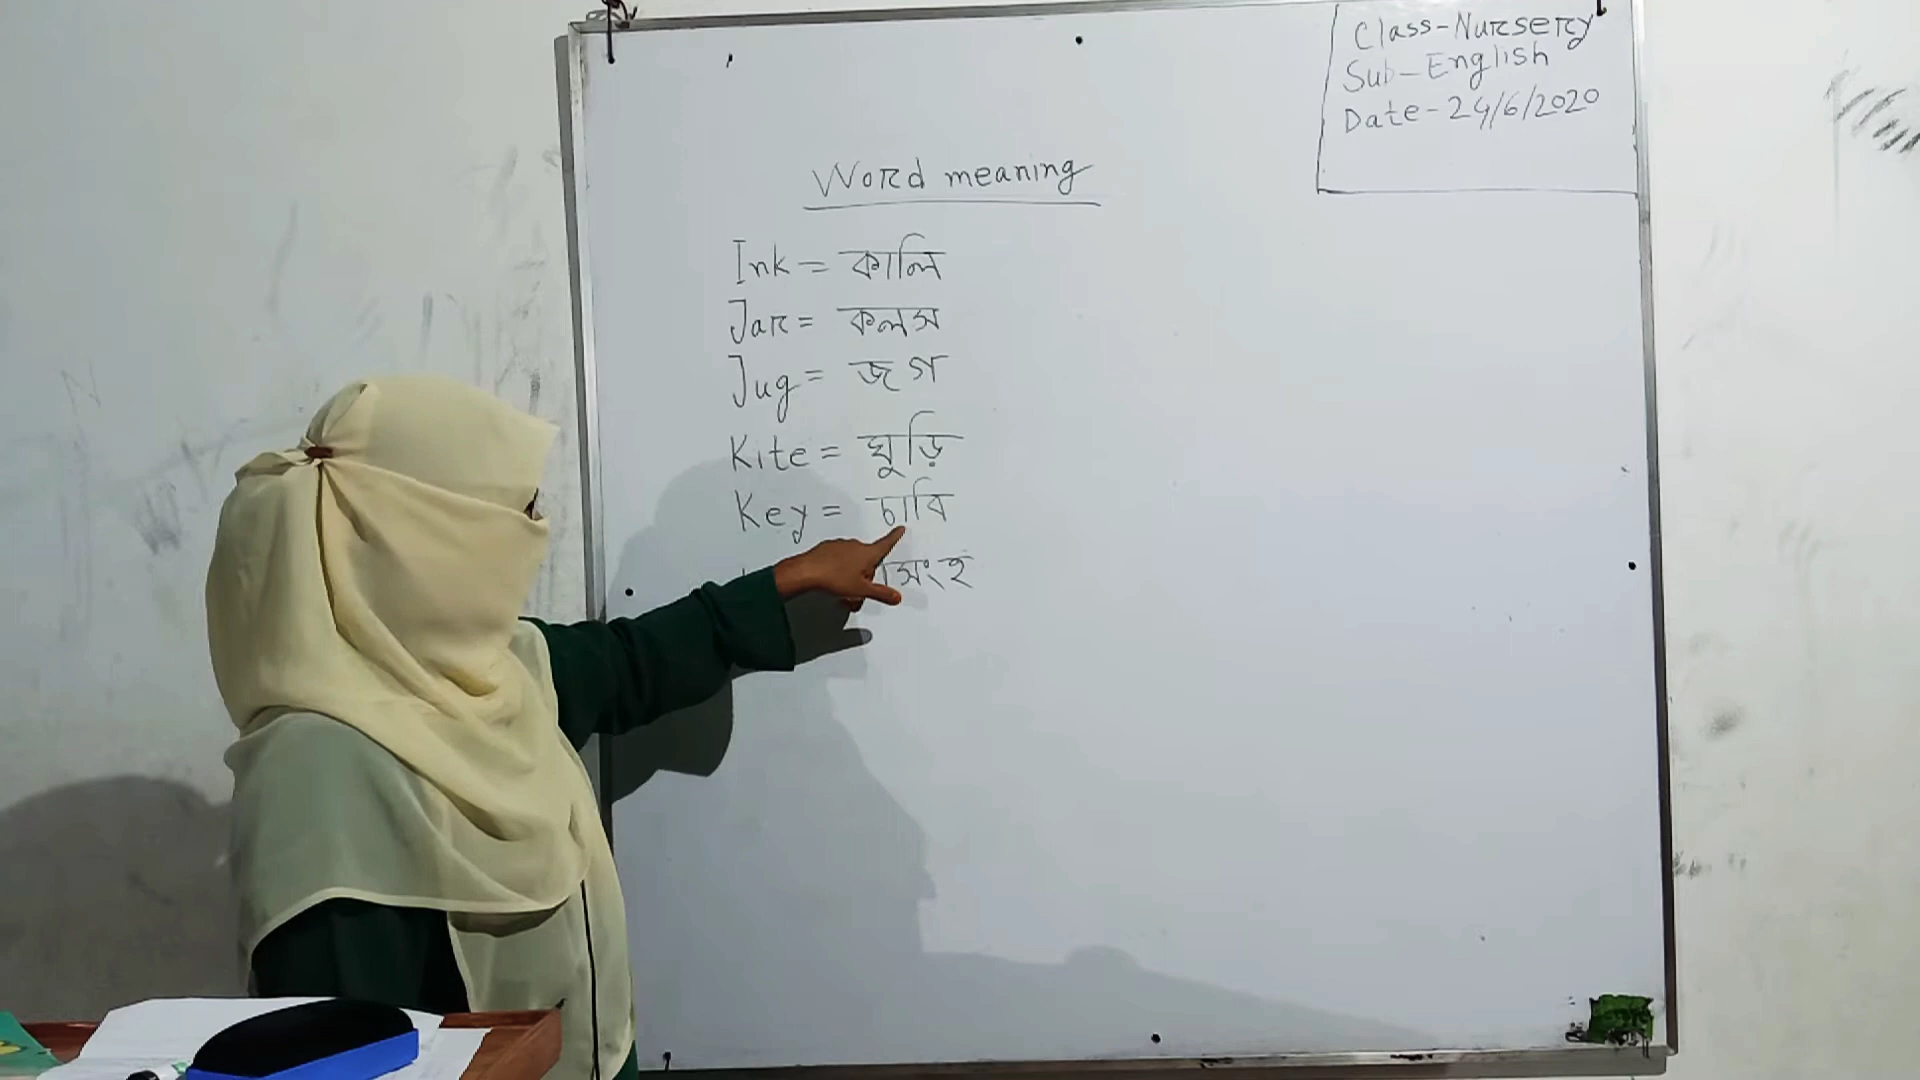 Class-Nursery
Sub-English
Date-24/6/2020
Word meaning
Ink = কালি
Jar = কলস
Jug = জগ
Kite = ঘুড়ি
Key = চাবি
সিংহ